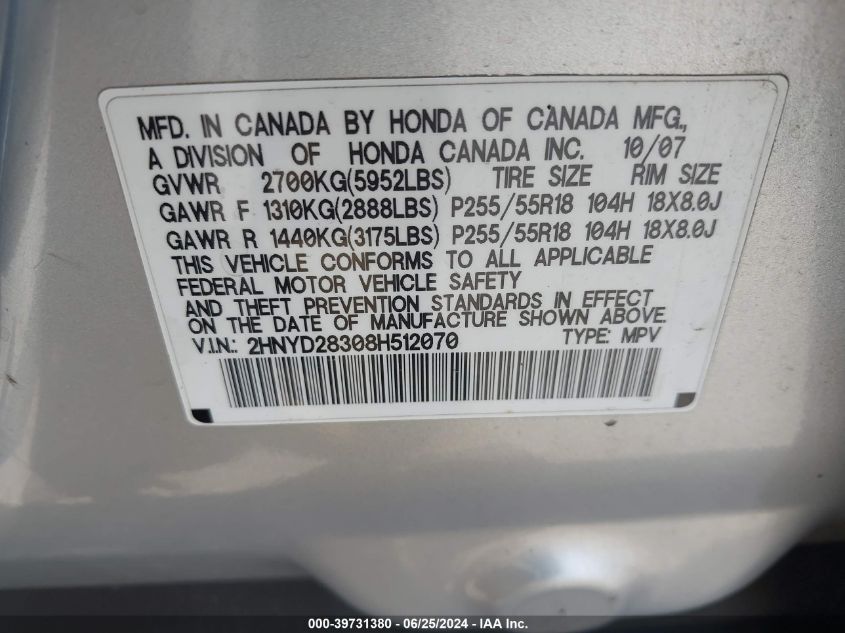 MFD. IN CANADA BY HONDA OF CANADA MFG.,
A DIVISION OF HONDA CANADA INC. 10/07
GVWR 2700KG(5952LBS) TIRE SIZE RIM SIZE
GAWR F 1310KG(2888LBS) P255/55R18 104H 18X8.0J
GAWR R 1440KG(3175LBS) P255/55R18 104H 18X8.0J
THIS VEHICLE CONFORMS TO ALL APPLICABLE
FEDERAL MOTOR VEHICLE SAFETY
AND THEFT PREVENTION STANDARDS IN EFFECT
ON THE DATE OF MANUFACTURE SHOWN ABOVE.
V.I.N.: 2HNYD28308H512070 TYPE: MPV
000-39731380 - 06/25/2024 - WWW.IAAI.COM